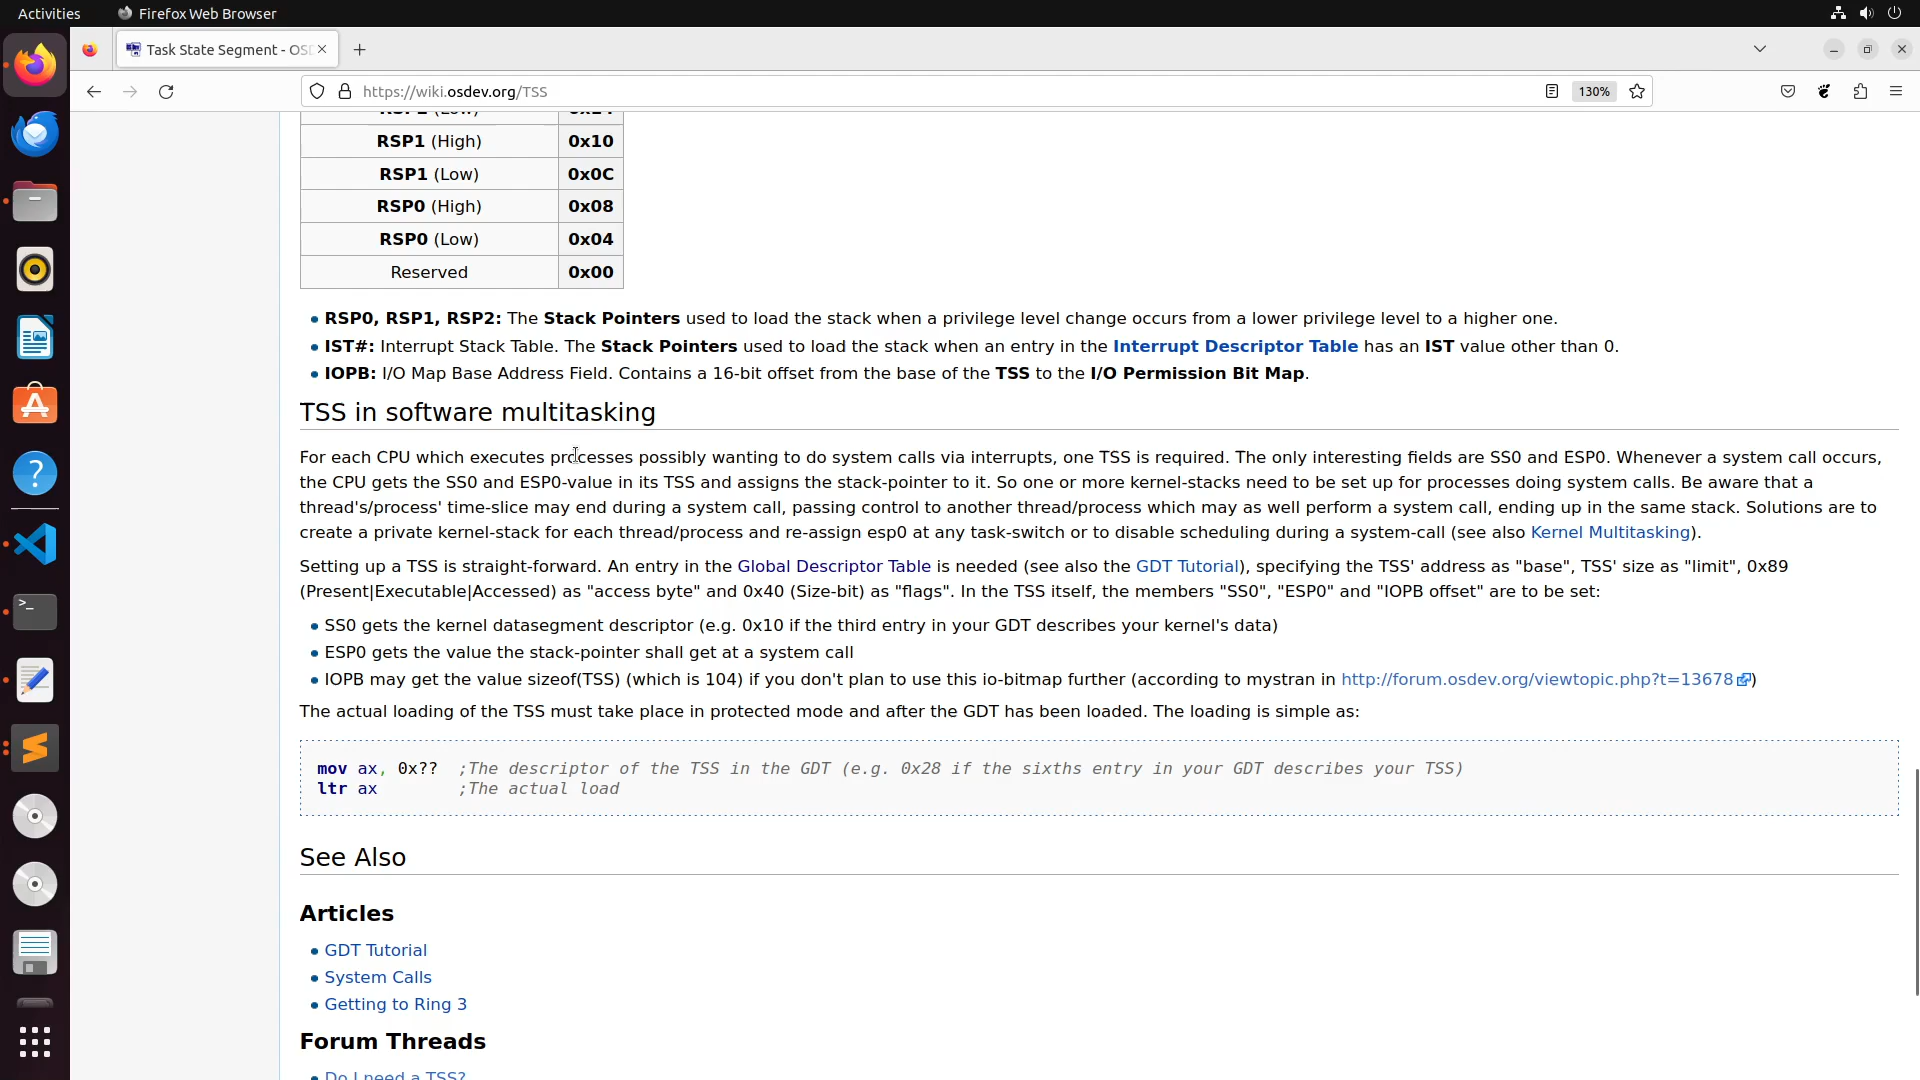 Activities
Firefox Web Browser
Task State Segment - OS
https://wiki.osdev.org/TSS
130%
RSP1 (High) 0x10
RSP1 (Low) 0x0C
RSP0 (High) 0x08
RSP0 (Low) 0x04
Reserved 0x00
RSP0, RSP1, RSP2: The Stack Pointers used to load the stack when a privilege level change occurs from a lower privilege level to a higher one.
IST#: Interrupt Stack Table. The Stack Pointers used to load the stack when an entry in the Interrupt Descriptor Table has an IST value other than 0.
IOPB: I/O Map Base Address Field. Contains a 16-bit offset from the base of the TSS to the I/O Permission Bit Map.
TSS in software multitasking
For each CPU which executes processes possibly wanting to do system calls via interrupts, one TSS is required. The only interesting fields are SS0 and ESP0. Whenever a system call occurs,
the CPU gets the SS0 and ESP0-value in its TSS and assigns the stack-pointer to it. So one or more kernel-stacks need to be set up for processes doing system calls. Be aware that a
thread's/process' time-slice may end during a system call, passing control to another thread/process which may as well perform a system call, ending up in the same stack. Solutions are to
create a private kernel-stack for each thread/process and re-assign esp0 at any task-switch or to disable scheduling during a system-call (see also Kernel Multitasking).
Setting up a TSS is straight-forward. An entry in the Global Descriptor Table is needed (see also the GDT Tutorial), specifying the TSS' address as "base", TSS' size as "limit", 0x89
(Present|Executable|Accessed) as "access byte" and 0x40 (Size-bit) as "flags". In the TSS itself, the members "SS0", "ESP0" and "IOPB offset" are to be set:
SS0 gets the kernel datasegment descriptor (e.g. 0x10 if the third entry in your GDT describes your kernel's data)
ESP0 gets the value the stack-pointer shall get at a system call
IOPB may get the value sizeof(TSS) (which is 104) if you don't plan to use this io-bitmap further (according to mystran in http://forum.osdev.org/viewtopic.php?t=13678)
The actual loading of the TSS must take place in protected mode and after the GDT has been loaded. The loading is simple as:
mov ax, 0x?? ;The descriptor of the TSS in the GDT (e.g. 0x28 if the sixths entry in your GDT describes your TSS)
ltr ax ;The actual load
See Also
Articles
GDT Tutorial
System Calls
Getting to Ring 3
Forum Threads
Do I need a TSS?